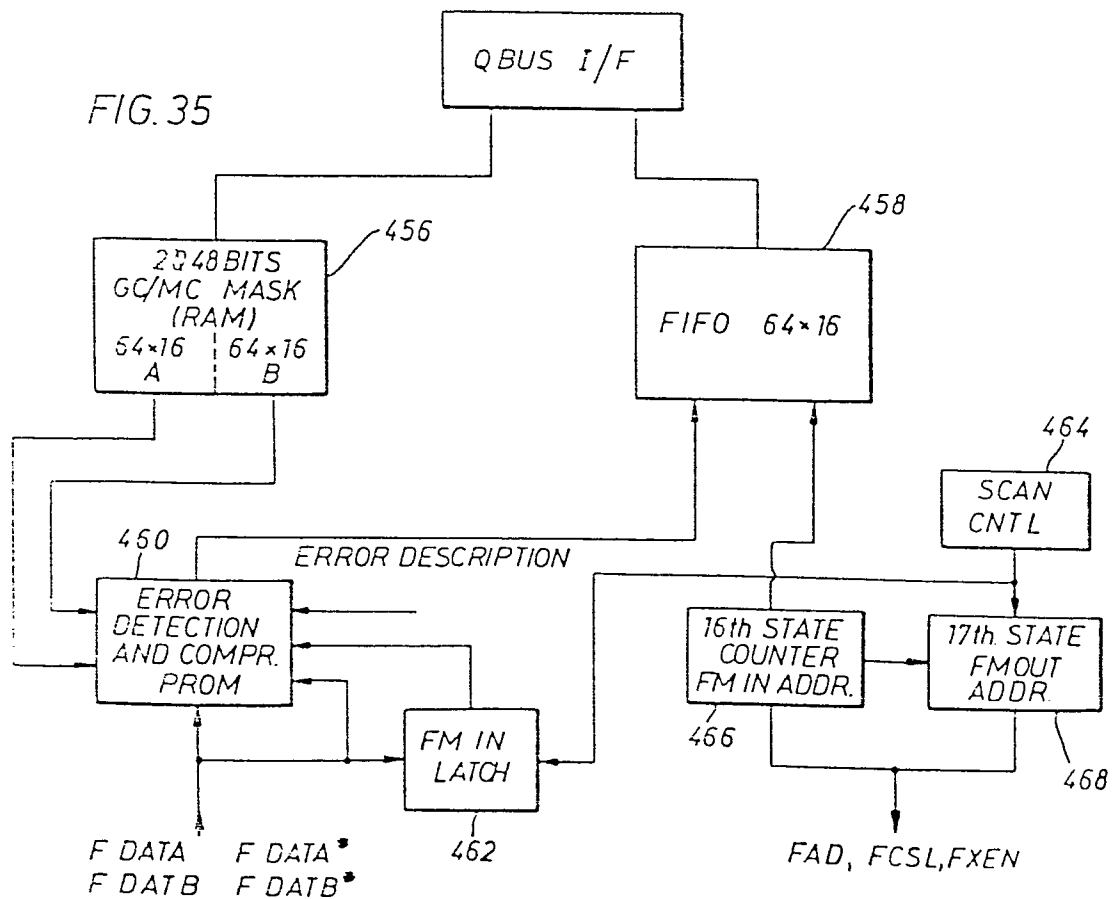 QBUS I/F
FIG. 35
456
2048 BITS
GC/MC MASK
(RAM)
64×16 64×16
A B
458
FIFO 64×16
464
SCAN
CNTL
460
ERROR DESCRIPTION
ERROR
DETECTION
AND COMPR.
PROM
16th STATE
COUNTER
FM IN ADDR.
466
17th. STATE
FMOUT
ADDR.
468
FM IN
LATCH
462
F DATA F DATA*
F DATB F DATB*
FAD, FCSL, FXEN